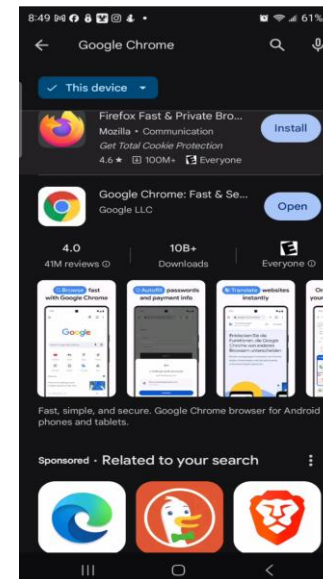 8:49
61%
Google Chrome
This device
Firefox Fast & Private Bro...
Mozilla • Communication
Install
Get Total Cookie Protection
4.6★ 100M+ Everyone
Google Chrome: Fast & Se...
Google LLC
Open
4.0
41M reviews
10B+
Downloads
E
Everyone
Browse fast
with Google Chrome
Google
Autofill passwords
and payment info
Translate websites
instantly
Fast, simple, and secure. Google Chrome browser for Android
phones and tablets.
Sponsored • Related to your search